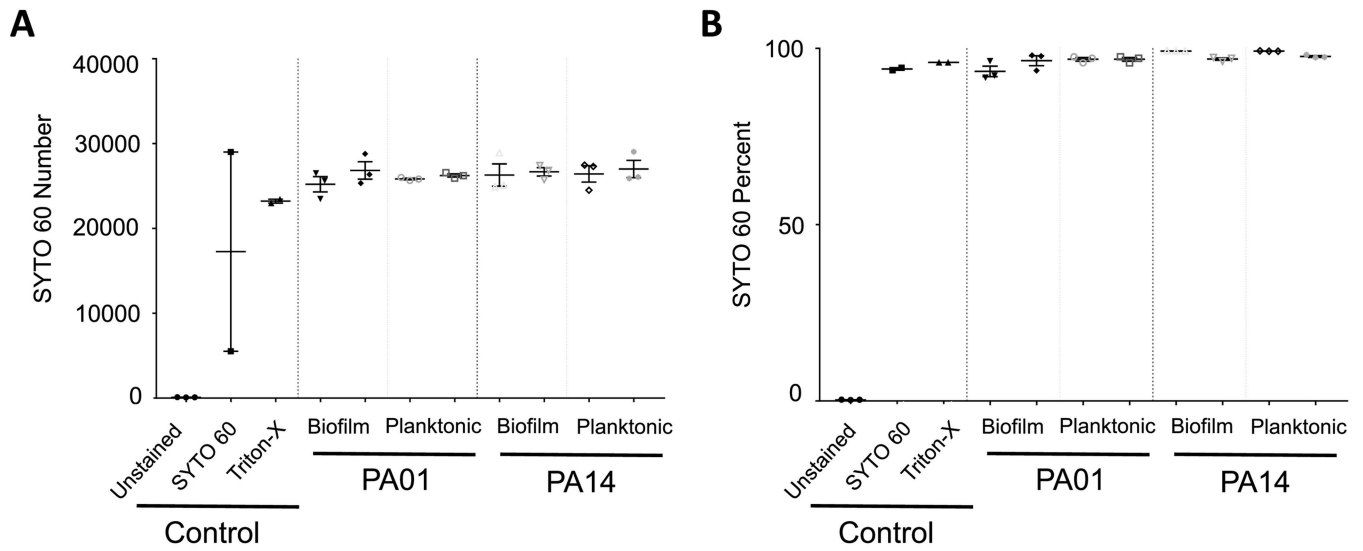 A
SYTO 60 Number
40000
30000
20000
10000
0
Unstained
SYTO 60
Triton-X
Biofilm
Planktonic
Biofilm
Planktonic
PA01
PA14
Control
B
SYTO 60 Percent
100
50
0
Unstained
SYTO 60
Triton-X
Biofilm
Planktonic
Biofilm
Planktonic
PA01
PA14
Control